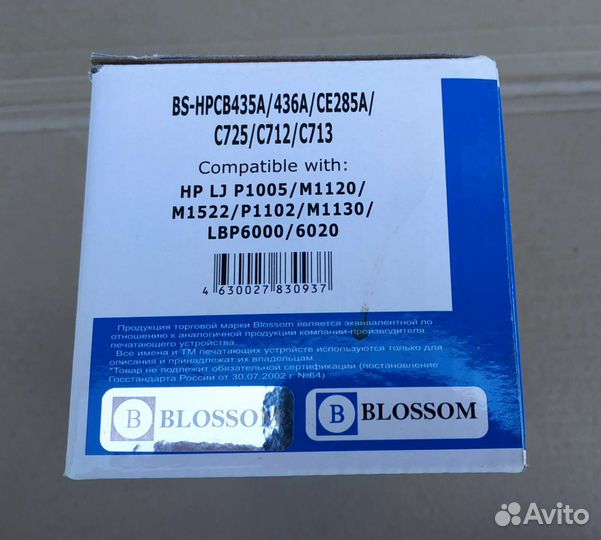 BS-HPCB435A/436A/CE285A/
C725/C712/C713
Compatible with:
HP LJ P1005/M1120/
M1522/P1102/M1130/
LBP6000/6020
4 630027 830937
Продукция торговой марки Blossom является эквивалентной по
отношению к аналогичной продукции компании-производителя
печатающего устройства.
Все имена и ТМ печатающих устройств используются только для
описания и принадлежат их владельцам.
*Товар не подлежит обязательной сертификации (постановление
Госстандарта России от 30.07.2002 г. №64)
B BLOSSOM
B BLOSSOM
Avito